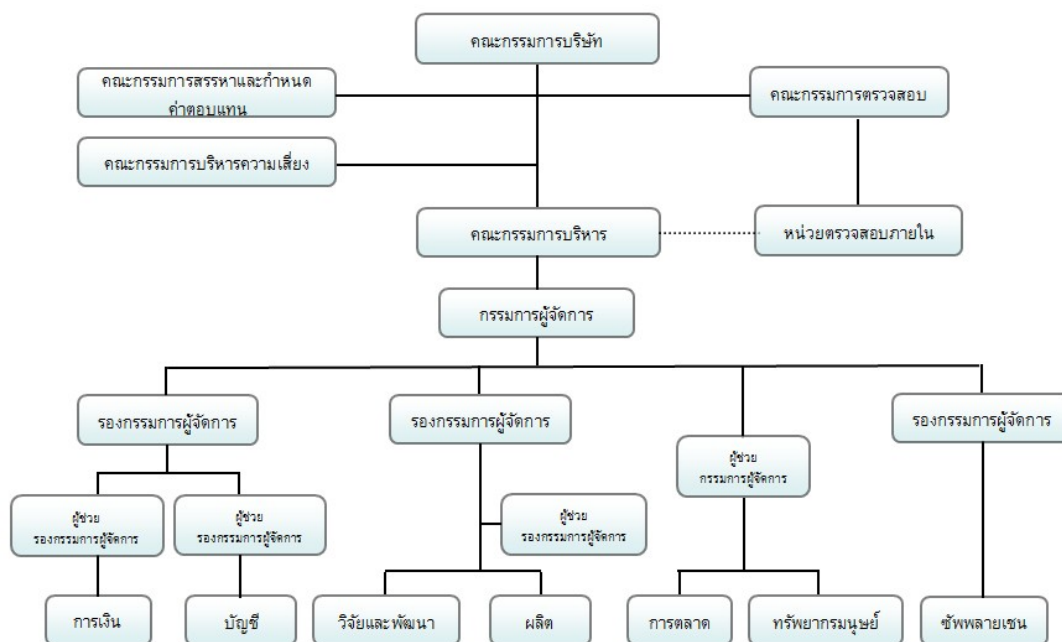 คณะกรรมการบริษัท
คณะกรรมการสรรหาและกำหนด
ค่าตอบแทน
คณะกรรมการตรวจสอบ
คณะกรรมการบริหารความเสี่ยง
คณะกรรมการบริหาร
หน่วยตรวจสอบภายใน
กรรมการผู้จัดการ
รองกรรมการผู้จัดการ
รองกรรมการผู้จัดการ
รองกรรมการผู้จัดการ
ผู้ช่วย
กรรมการผู้จัดการ
ผู้ช่วย
รองกรรมการผู้จัดการ
ผู้ช่วย
รองกรรมการผู้จัดการ
ผู้ช่วย
รองกรรมการผู้จัดการ
การเงิน
บัญชี
วิจัยและพัฒนา
ผลิต
การตลาด
ทรัพยากรมนุษย์
ซัพพลายเชน